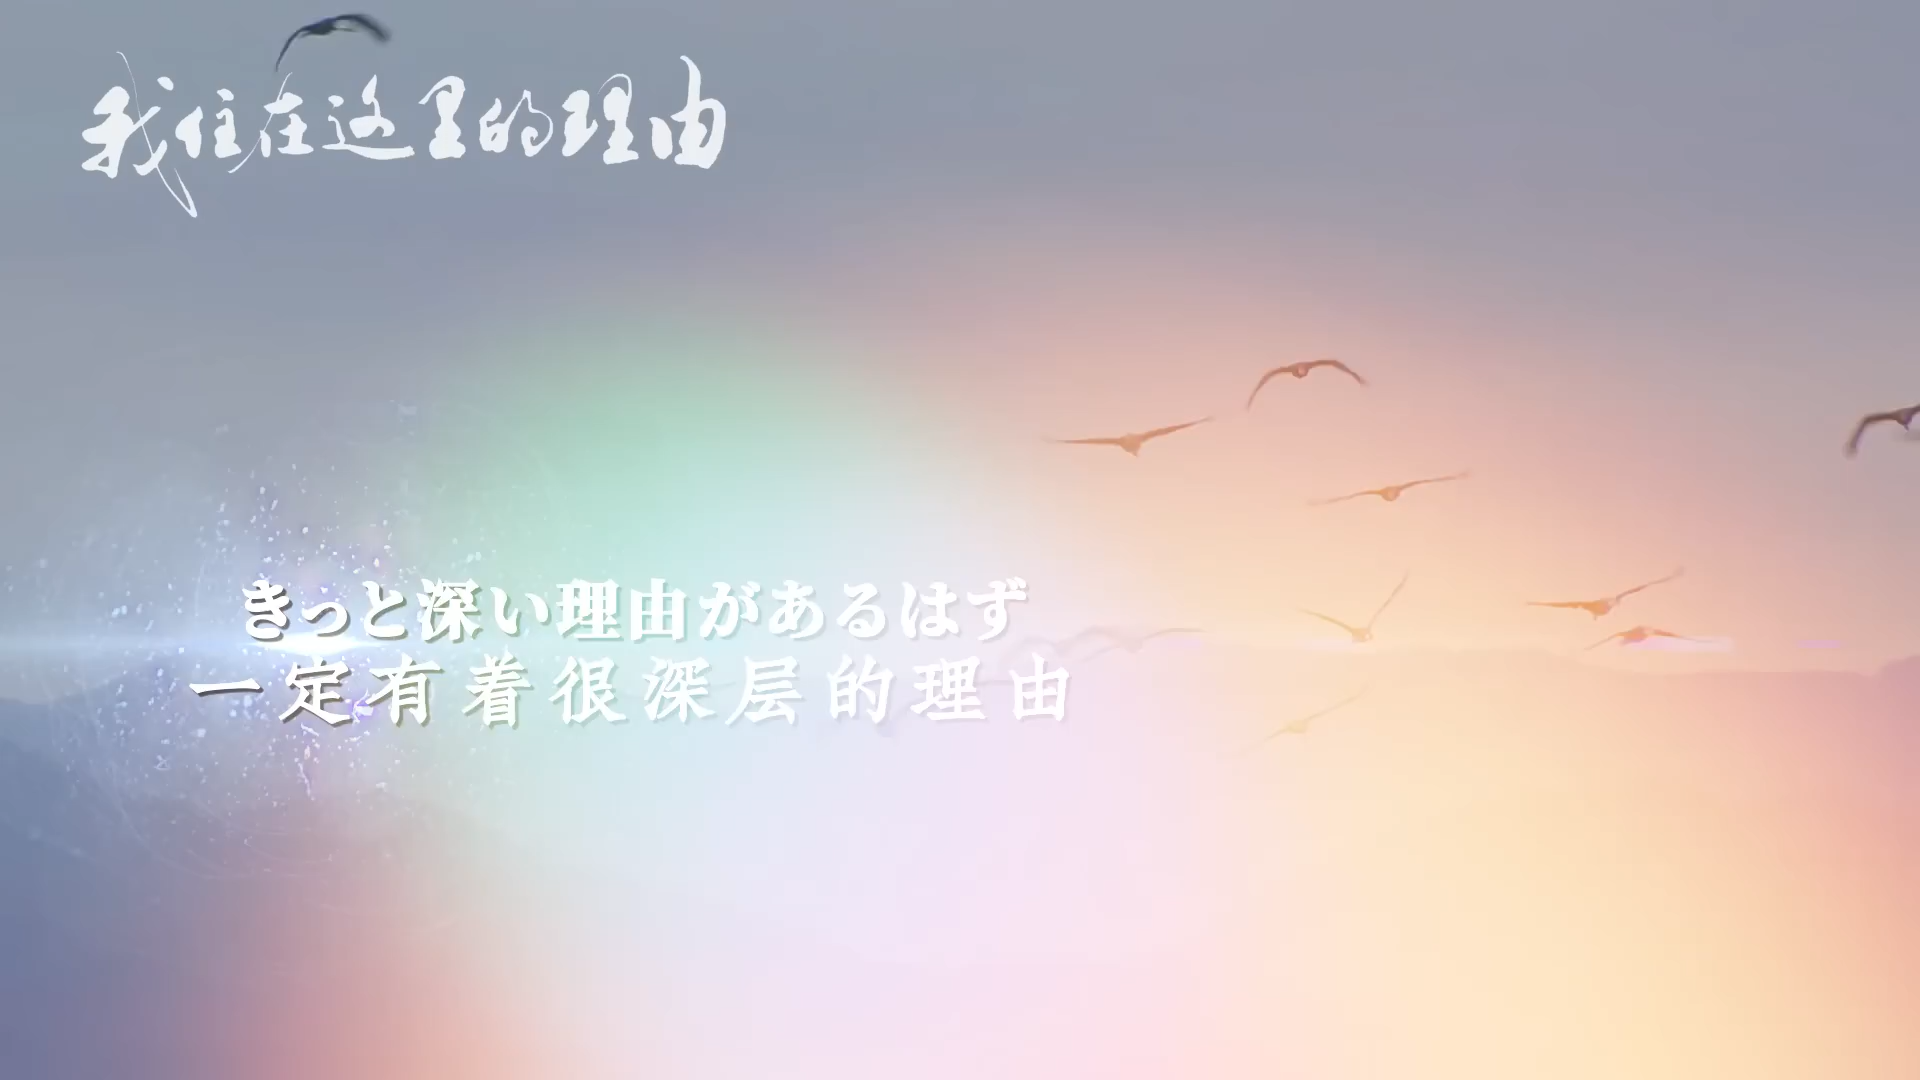 我住在这里的理由
きっと深い理由があるはず
一定有着很深层的理由